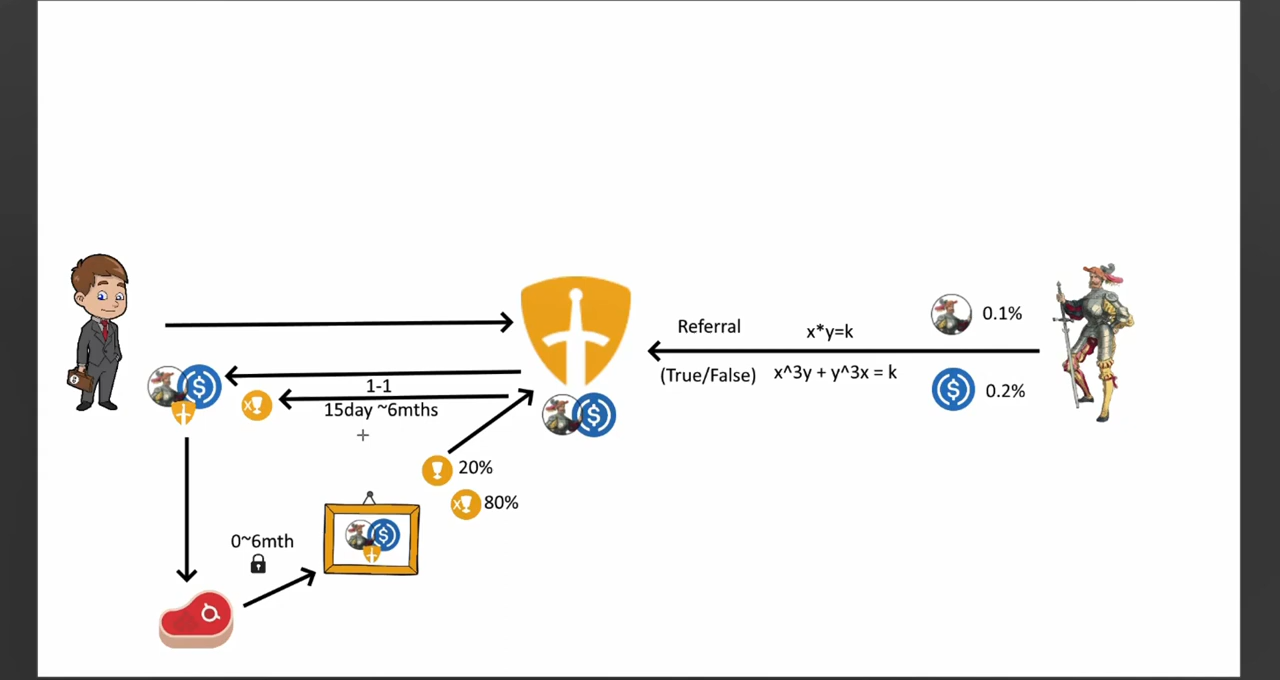 Referral
x*y=k
0.1%
(True/False)
x^3y + y^3x = k
0.2%
1-1
15day ~6mths
x
20%
x
80%
0~6mth